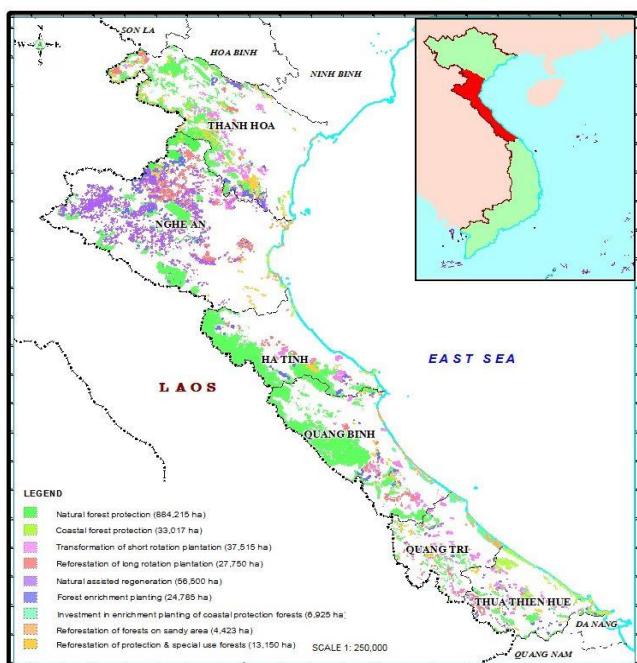 SON LA
HOA BINH
W E
S
NINH BINH
THANH HOA
NGHE AN
HA TINH
EAST SEA
LAOS
QUANG BINH
LEGEND
Natural forest protection (884,215 ha)
Coastal forest protection (33,017 ha)
Transformation of short rotation plantation (37,515 ha)
Reforestation of long rotation plantation (27,750 ha)
Natural assisted regeneration (56,500 ha)
Forest enrichment planting (24,785 ha)
Investment in enrichment planting of coastal protection forests (6,925 ha)
Reforestation of forests on sandy area (4,423 ha)
Reforestation of protection & special use forests (13,150 ha)
SCALE 1: 250,000
QUANG TRI
THUA THIEN HUE
DA NANG
QUANG NAM